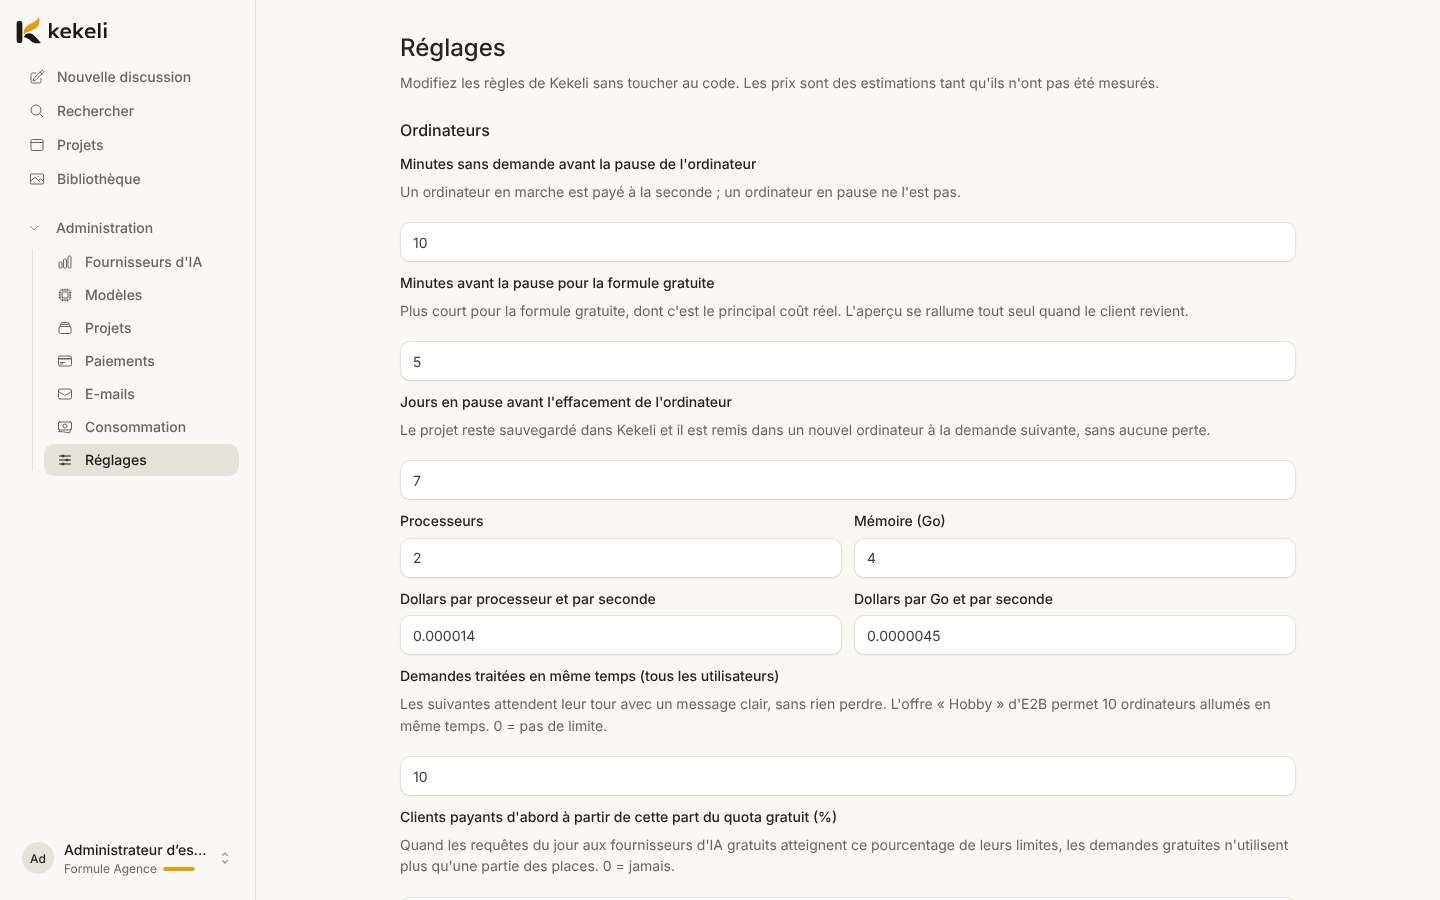 kekeli
Nouvelle discussion
Rechercher
Projets
Bibliothèque
Administration
Fournisseurs d'IA
Modèles
Projets
Paiements
E-mails
Consommation
Réglages
Ad
Administrateur d'es...
Formule Agence
Réglages
Modifiez les règles de Kekeli sans toucher au code. Les prix sont des estimations tant qu'ils n'ont pas été mesurés.
Ordinateurs
Minutes sans demande avant la pause de l'ordinateur
Un ordinateur en marche est payé à la seconde ; un ordinateur en pause ne l'est pas.
10
Minutes avant la pause pour la formule gratuite
Plus court pour la formule gratuite, dont c'est le principal coût réel. L'aperçu se rallume tout seul quand le client revient.
5
Jours en pause avant l'effacement de l'ordinateur
Le projet reste sauvegardé dans Kekeli et il est remis dans un nouvel ordinateur à la demande suivante, sans aucune perte.
7
Processeurs
Mémoire (Go)
2
4
Dollars par processeur et par seconde
Dollars par Go et par seconde
0.000014
0.0000045
Demandes traitées en même temps (tous les utilisateurs)
Les suivantes attendent leur tour avec un message clair, sans rien perdre. L'offre « Hobby » d'E2B permet 10 ordinateurs allumés en
même temps. 0 = pas de limite.
10
Clients payants d'abord à partir de cette part du quota gratuit (%)
Quand les requêtes du jour aux fournisseurs d'IA gratuits atteignent ce pourcentage de leurs limites, les demandes gratuites n'utilisent
plus qu'une partie des places. 0 = jamais.